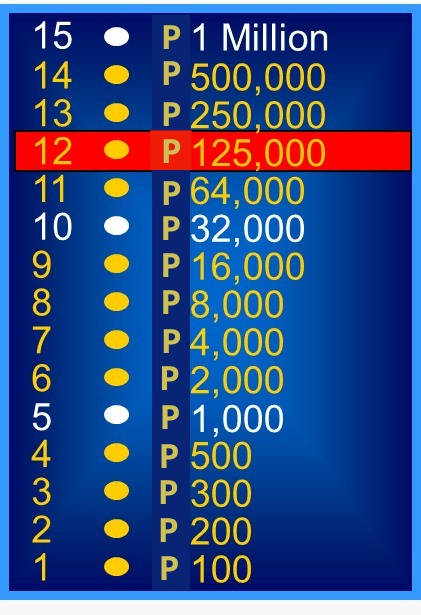 15 P 1 Million
14 P 500,000
13 P 250,000
12 P 125,000
11 P 64,000
10 P 32,000
9 P 16,000
8 P 8,000
7 P 4,000
6 P 2,000
5 P 1,000
4 P 500
3 P 300
2 P 200
1 P 100